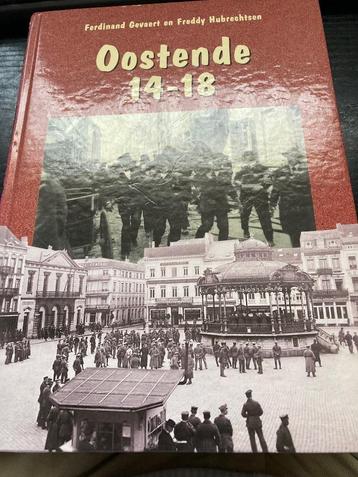 Ferdinand Gevaert en Freddy Hubrechtsen
Oostende
14-18